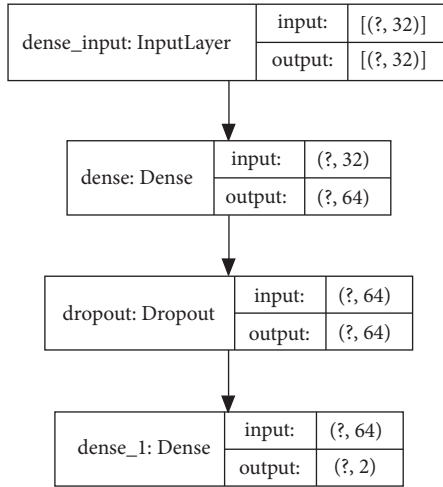 dense_input: InputLayer
input: [(?, 32)]
output: [(?, 32)]
dense: Dense
input: (?, 32)
output: (?, 64)
dropout: Dropout
input: (?, 64)
output: (?, 64)
dense_1: Dense
input: (?, 64)
output: (?, 2)